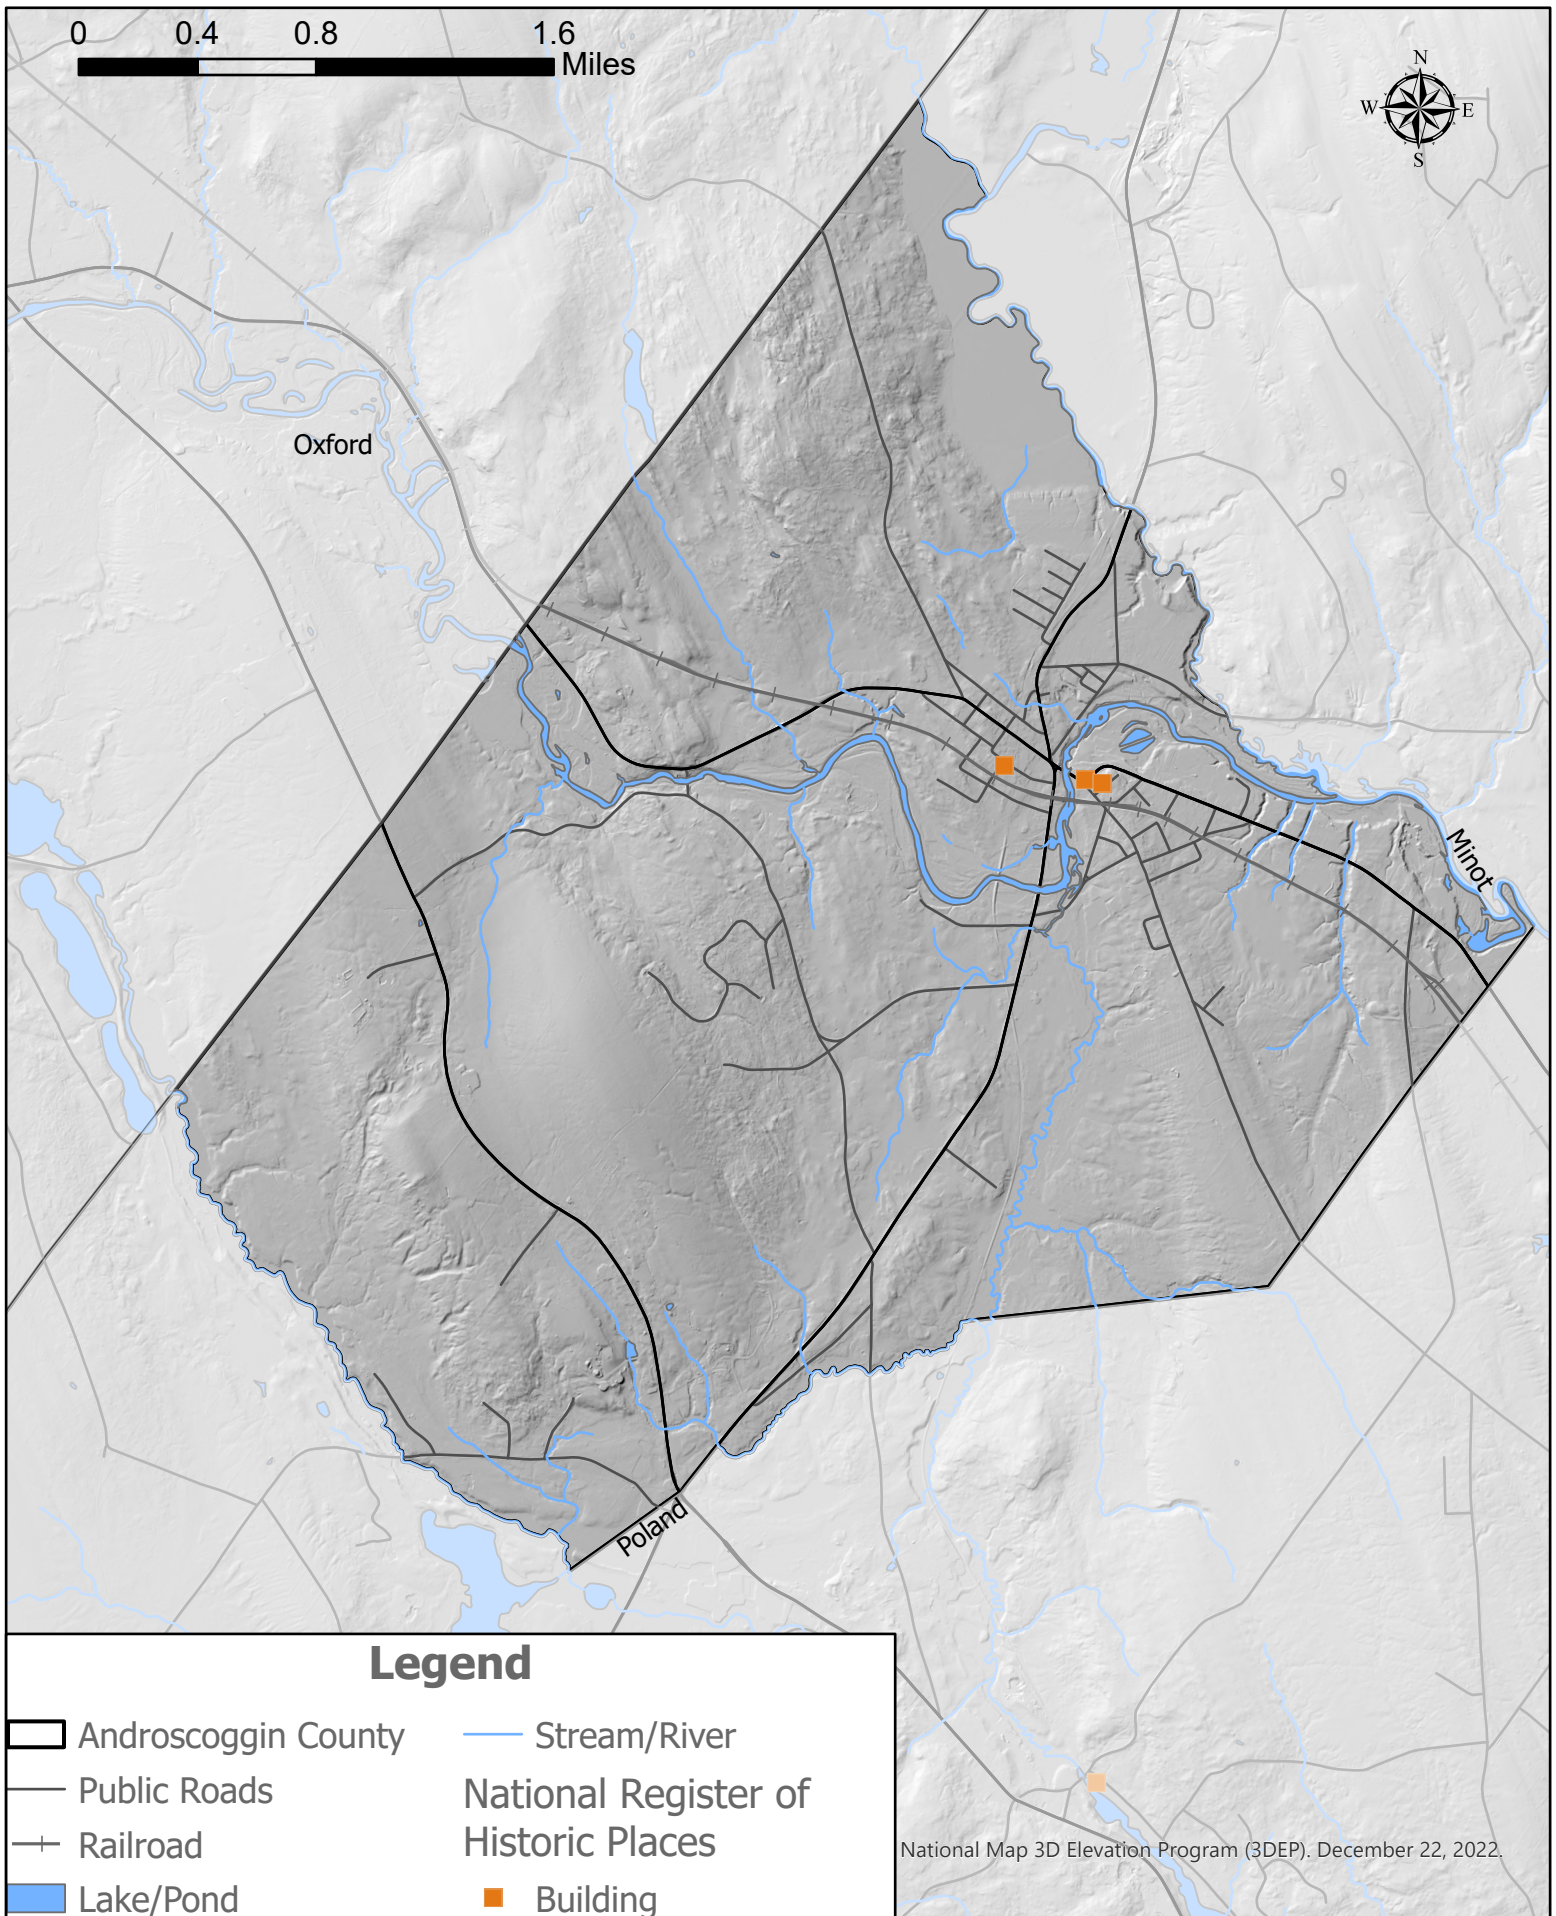 0 0.4 0.8 1.6
Miles
N
W E
S
Oxford
Minot
Poland
Legend
Androscoggin County
Public Roads
Railroad
Lake/Pond
Stream/River
National Register of
Historic Places
Building
National Map 3D Elevation Program (3DEP). December 22, 2022.